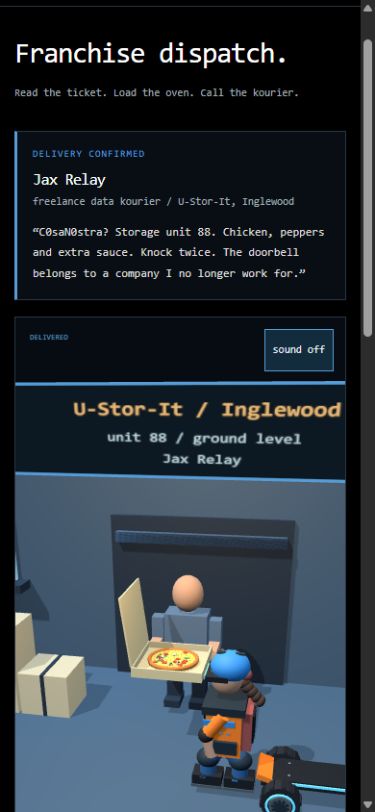 Franchise dispatch.
Read the ticket. Load the oven. Call the kourier.
DELIVERY CONFIRMED
Jax Relay
freelance data kourier / U-Stor-It, Inglewood
“C0saN0stra? Storage unit 88. Chicken, peppers
and extra sauce. Knock twice. The doorbell
belongs to a company I no longer work for.”
DELIVERED
sound off
U-Stor-It / Inglewood
unit 88 / ground level
Jax Relay